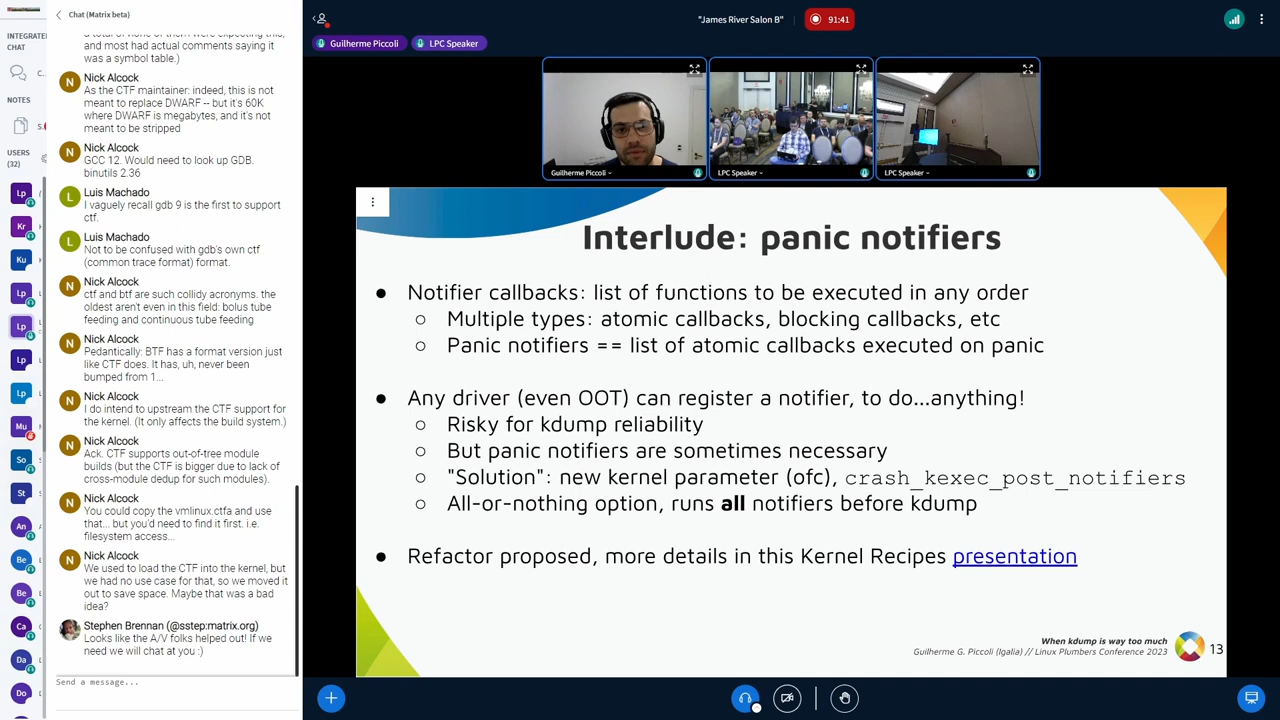 INTEGRATE
CHAT
C..
NOTES
S.
USERS
(32)
Lp
Kr
Ku
Lp
Lp
Lp
Lp
Mu
So
St
An
Be
Be
Ca
Da
Do
Chat (Matrix beta)
a total of none of them were expecting this,
and most had actual comments saying it
was a symbol table.)
N
Nick Alcock
As the CTF maintainer: indeed, this is not
meant to replace DWARF -- but it's 60K
where DWARF is megabytes, and it's not
meant to be stripped
N
Nick Alcock
GCC 12. Would need to look up GDB.
binutils 2.36
L
Luis Machado
I vaguely recall gdb 9 is the first to support
ctf.
L
Luis Machado
Not to be confused with gdb's own ctf
(common trace format) format.
N
Nick Alcock
ctf and btf are such collidy acronyms. the
oldest aren't even in this field: bolus tube
feeding and continuous tube feeding
N
Nick Alcock
Pedantically: BTF has a format version just
like CTF does. It has, uh, never been
bumped from 1...
N
Nick Alcock
I do intend to upstream the CTF support for
the kernel. (It only affects the build system.)
N
Nick Alcock
Ack. CTF supports out-of-tree module
builds (but the CTF is bigger due to lack of
cross-module dedup for such modules).
N
Nick Alcock
You could copy the vmlinux.ctfa and use
that... but you'd need to find it first. i.e.
filesystem access...
N
Nick Alcock
We used to load the CTF into the kernel, but
we had no use case for that, so we moved it
out to save space. Maybe that was a bad
idea?
Stephen Brennan (@sstep:matrix.org)
Looks like the A/V folks helped out! If we
need we will chat at you :)
Send a message...
"James River Salon B"
91:41
Guilherme Piccoli
LPC Speaker
Guilherme Piccoli
LPC Speaker
LPC Speaker
Interlude: panic notifiers
● Notifier callbacks: list of functions to be executed in any order
○ Multiple types: atomic callbacks, blocking callbacks, etc
○ Panic notifiers == list of atomic callbacks executed on panic
● Any driver (even OOT) can register a notifier, to do...anything!
○ Risky for kdump reliability
○ But panic notifiers are sometimes necessary
○ "Solution": new kernel parameter (ofc), crash_kexec_post_notifiers
○ All-or-nothing option, runs all notifiers before kdump
● Refactor proposed, more details in this Kernel Recipes presentation
When kdump is way too much
Guilherme G. Piccoli (Igalia) // Linux Plumbers Conference 2023
13